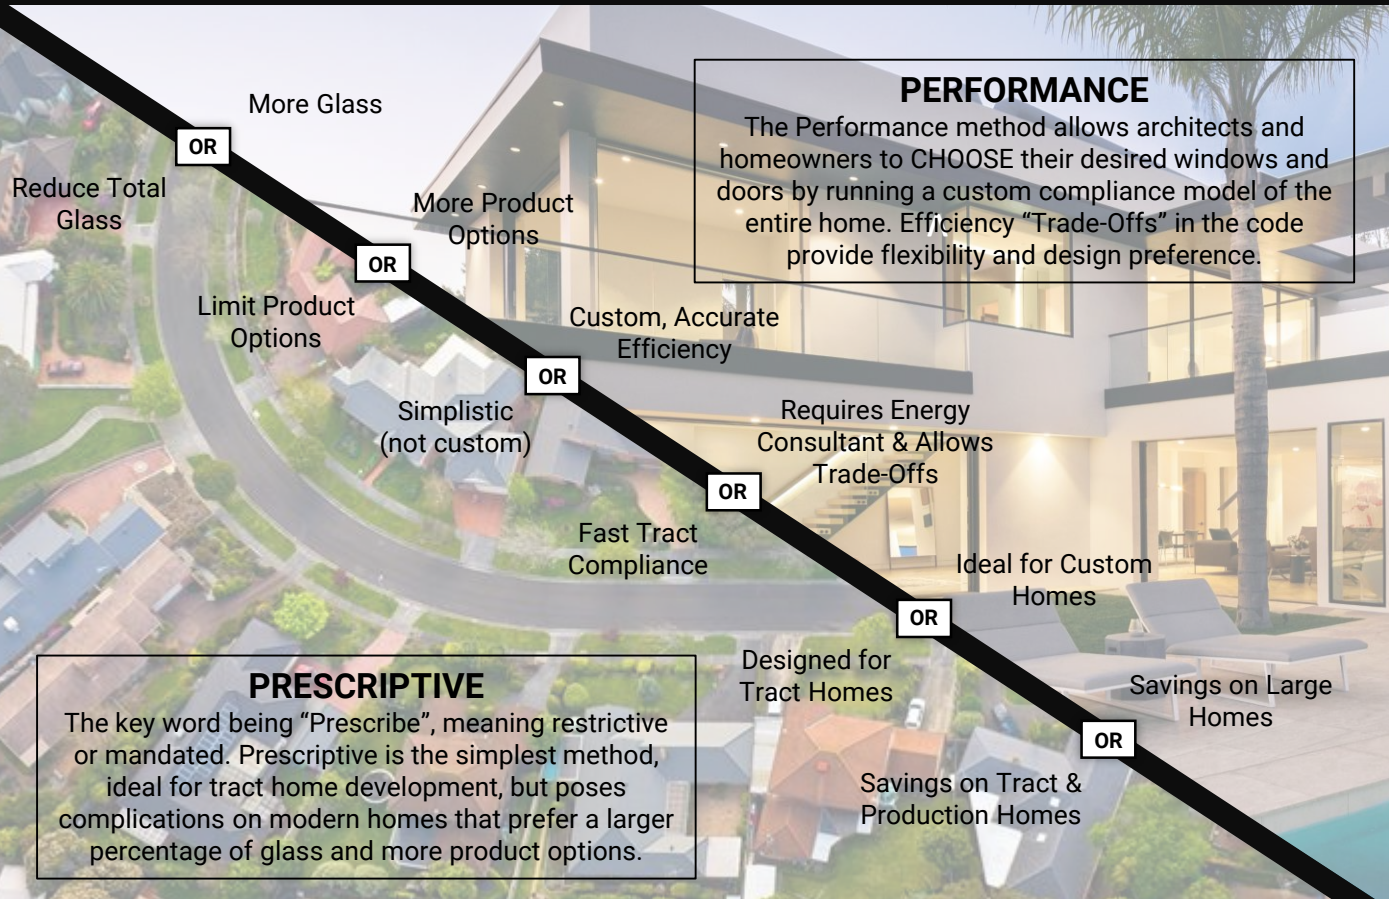 More Glass
OR
Reduce Total
Glass
PERFORMANCE
The Performance method allows architects and
homeowners to CHOOSE their desired windows and
doors by running a custom compliance model of the
entire home. Efficiency “Trade-Offs” in the code
provide flexibility and design preference.
More Product
Options
OR
Limit Product
Options
Custom, Accurate
Efficiency
OR
Simplistic
(not custom)
Requires Energy
Consultant & Allows
Trade-Offs
OR
Fast Tract
Compliance
Ideal for Custom
Homes
OR
Designed for
Tract Homes
Savings on Large
Homes
OR
Savings on Tract &
Production Homes
PRESCRIPTIVE
The key word being “Prescribe”, meaning restrictive
or mandated. Prescriptive is the simplest method,
ideal for tract home development, but poses
complications on modern homes that prefer a larger
percentage of glass and more product options.